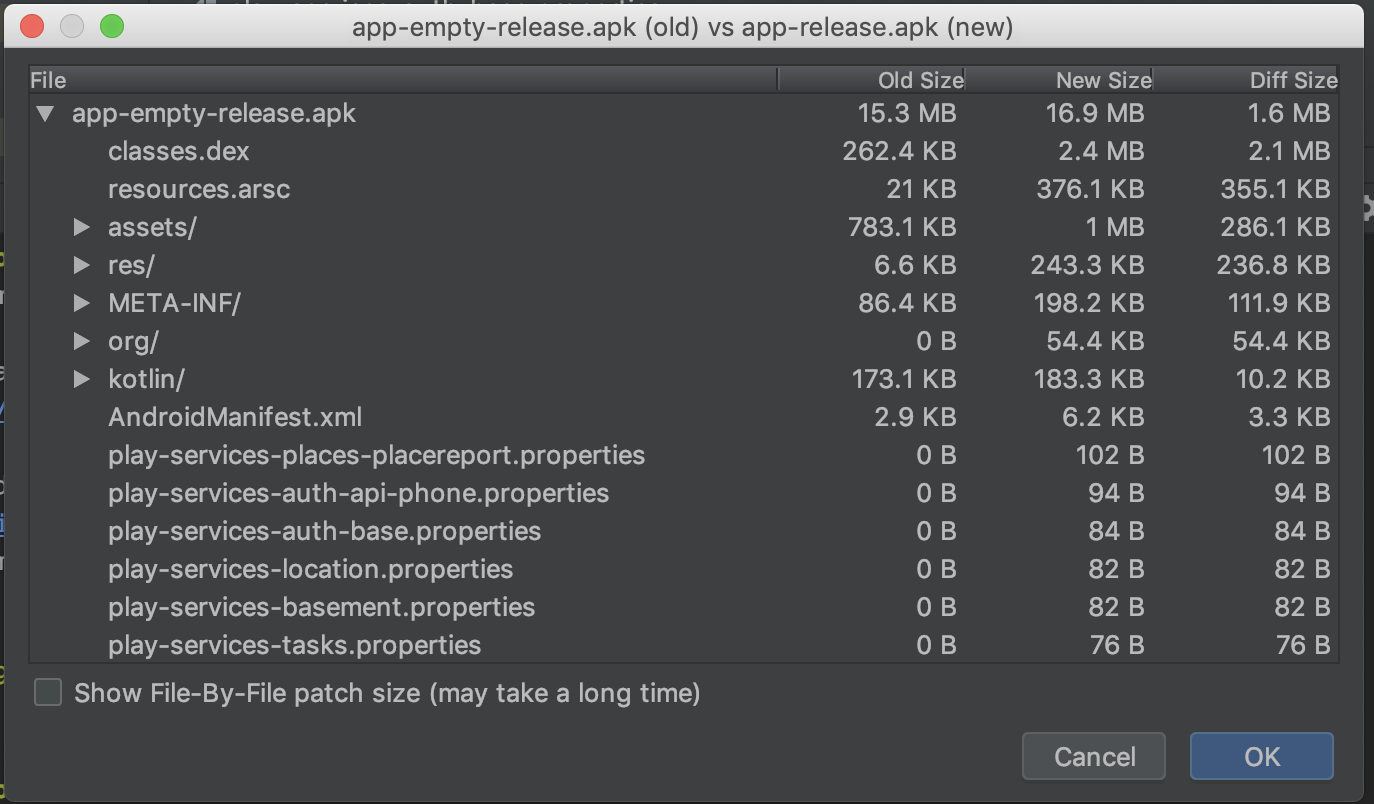 app-empty-release.apk (old) vs app-release.apk (new)
File Old Size New Size Diff Size
app-empty-release.apk 15.3 MB 16.9 MB 1.6 MB
classes.dex 262.4 KB 2.4 MB 2.1 MB
resources.arsc 21 KB 376.1 KB 355.1 KB
assets/ 783.1 KB 1 MB 286.1 KB
res/ 6.6 KB 243.3 KB 236.8 KB
META-INF/ 86.4 KB 198.2 KB 111.9 KB
org/ 0 B 54.4 KB 54.4 KB
kotlin/ 173.1 KB 183.3 KB 10.2 KB
AndroidManifest.xml 2.9 KB 6.2 KB 3.3 KB
play-services-places-placereport.properties 0 B 102 B 102 B
play-services-auth-api-phone.properties 0 B 94 B 94 B
play-services-auth-base.properties 0 B 84 B 84 B
play-services-location.properties 0 B 82 B 82 B
play-services-basement.properties 0 B 82 B 82 B
play-services-tasks.properties 0 B 76 B 76 B
Show File-By-File patch size (may take a long time)
Cancel OK